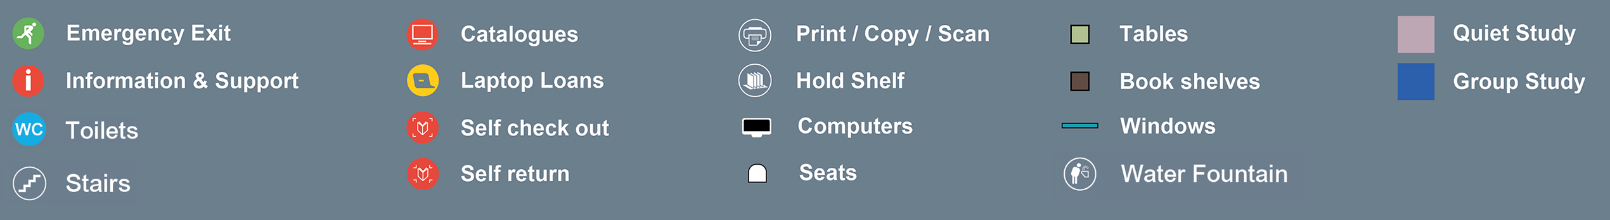 Emergency Exit
Information & Support
WC
Toilets
Stairs
Catalogues
Laptop Loans
Self check out
Self return
Print / Copy / Scan
Hold Shelf
Computers
Seats
Tables
Book shelves
Windows
Water Fountain
Quiet Study
Group Study